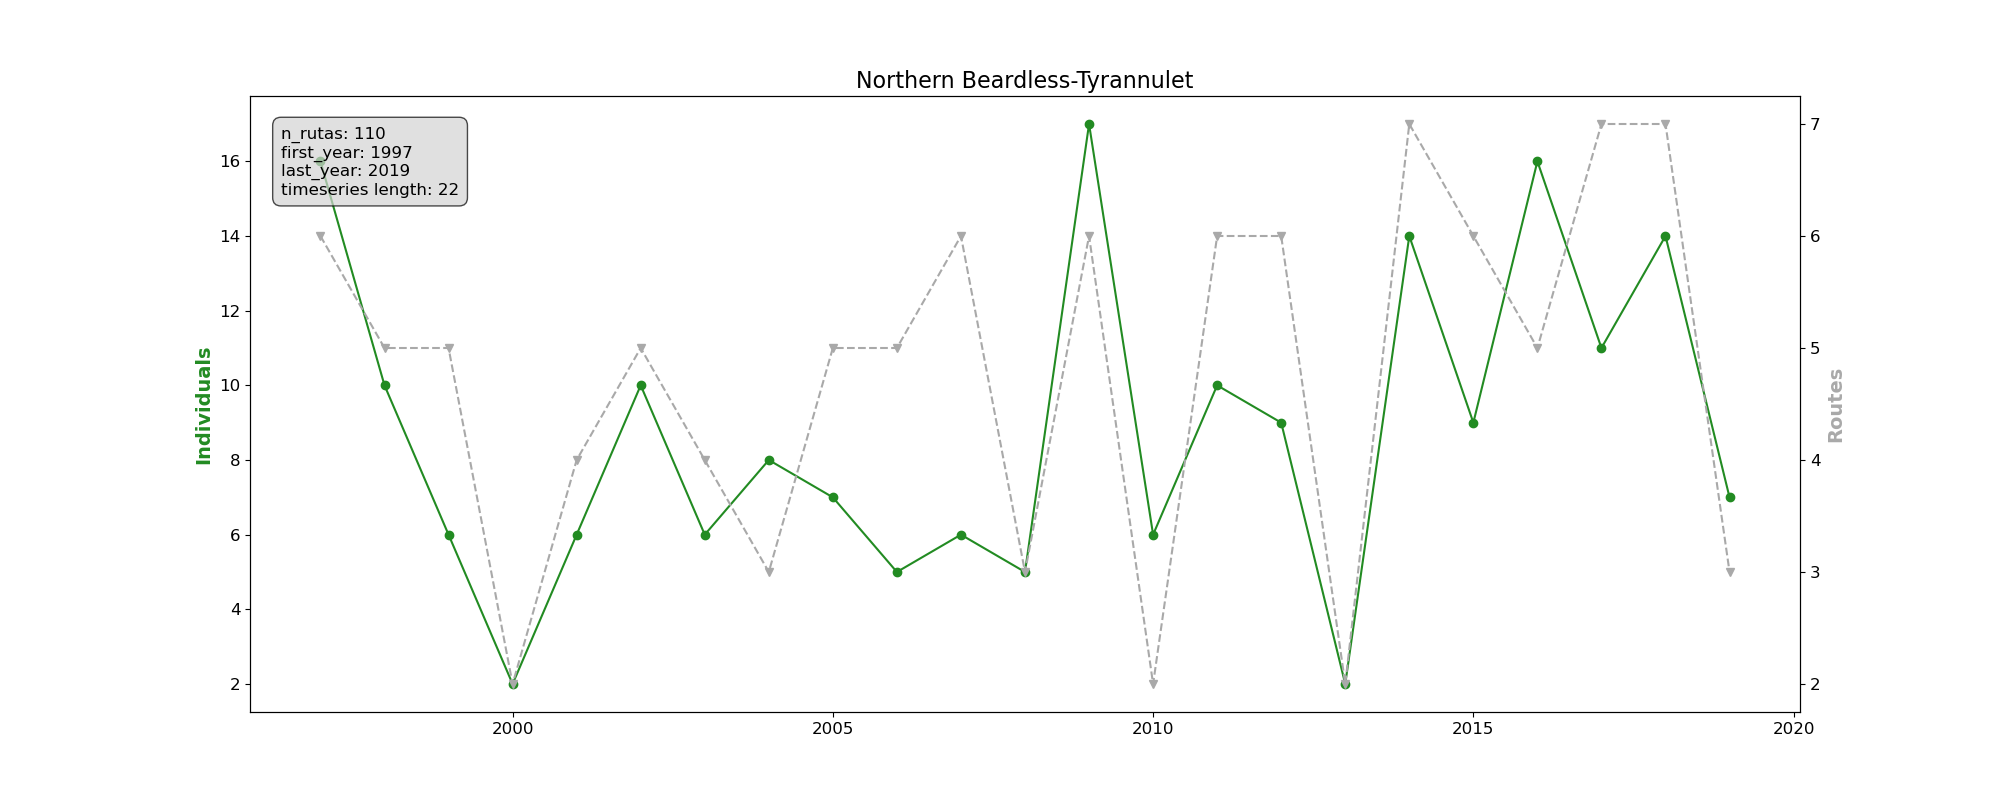 Northern Beardless-Tyrannulet
n_rutas: 110
first_year: 1997
last_year: 2019
timeseries length: 22
Individuals
16
14
12
10
8
6
4
2
Routes
7
6
5
4
3
2
2000 2005 2010 2015 2020